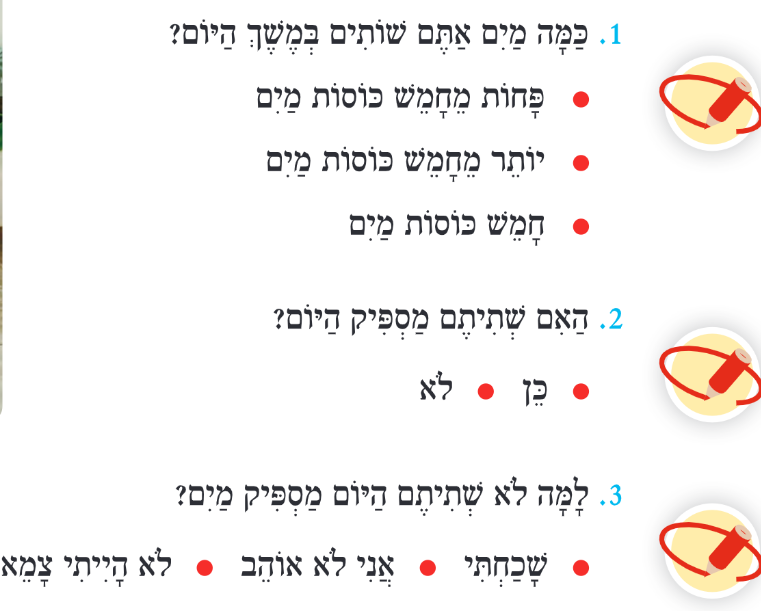 1. כַּמָּה מַיִם אַתֶּם שׁוֹתִים בְּמֶשֶׁךְ הַיּוֹם?
● פָּחוֹת מֵחָמֵשׁ כּוֹסוֹת מַיִם
● יוֹתֵר מֵחָמֵשׁ כּוֹסוֹת מַיִם
● חָמֵשׁ כּוֹסוֹת מַיִם
2. הַאִם שְׁתִיתֶם מַסְפִּיק הַיּוֹם?
● כֵּן ● לֹא
3. לָמָּה לֹא שְׁתִיתֶם הַיּוֹם מַסְפִּיק מַיִם?
● שָׁכַחְתִּי ● אֲנִי לֹא אוֹהֵב ● לֹא הָיִיתִי צָמֵא